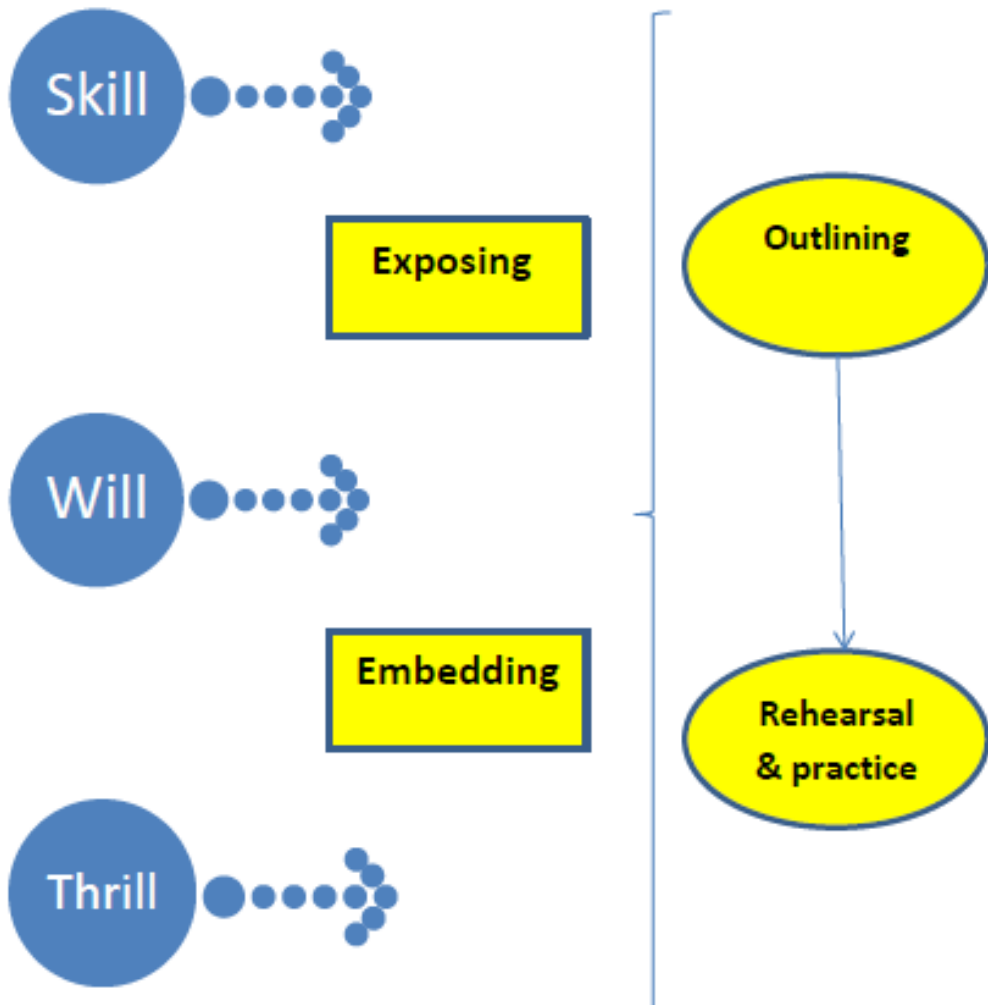 Skill
Exposing
Outlining
Will
Embedding
Rehearsal
& practice
Thrill